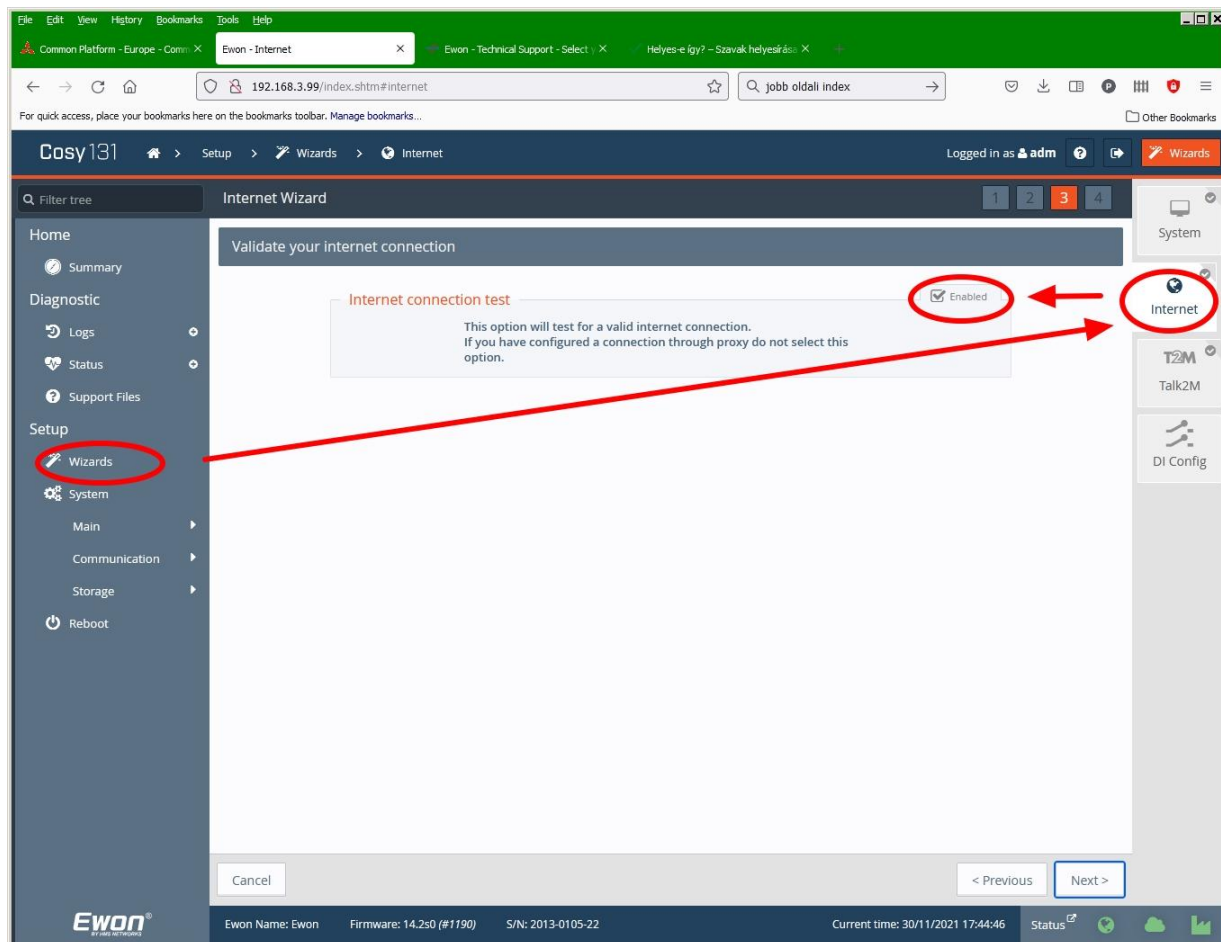 File Edit View History Bookmarks Tools Help
Common Platform - Europe - Comm
Ewon - Internet
Ewon - Technical Support - Select y
Helyes-e így? – Szavak helyesírása
192.168.3.99/index.shtm#internet
jobb oldali index
For quick access, place your bookmarks here on the bookmarks toolbar. Manage bookmarks...
Other Bookmarks
Cosy 131 > Setup > Wizards > Internet
Logged in as adm
Wizards
Filter tree
Internet Wizard
1 2 3 4
Home
Summary
Diagnostic
Logs
Status
Support Files
Setup
Wizards
System
Main
Communication
Storage
Reboot
Validate your internet connection
Internet connection test
Enabled
This option will test for a valid internet connection.
If you have configured a connection through proxy do not select this
option.
System
Internet
T2M
Talk2M
DI Config
Cancel
< Previous
Next >
Ewon®
BY HMS NETWORKS
Ewon Name: Ewon
Firmware: 14.2s0 (#1190)
S/N: 2013-0105-22
Current time: 30/11/2021 17:44:46
Status